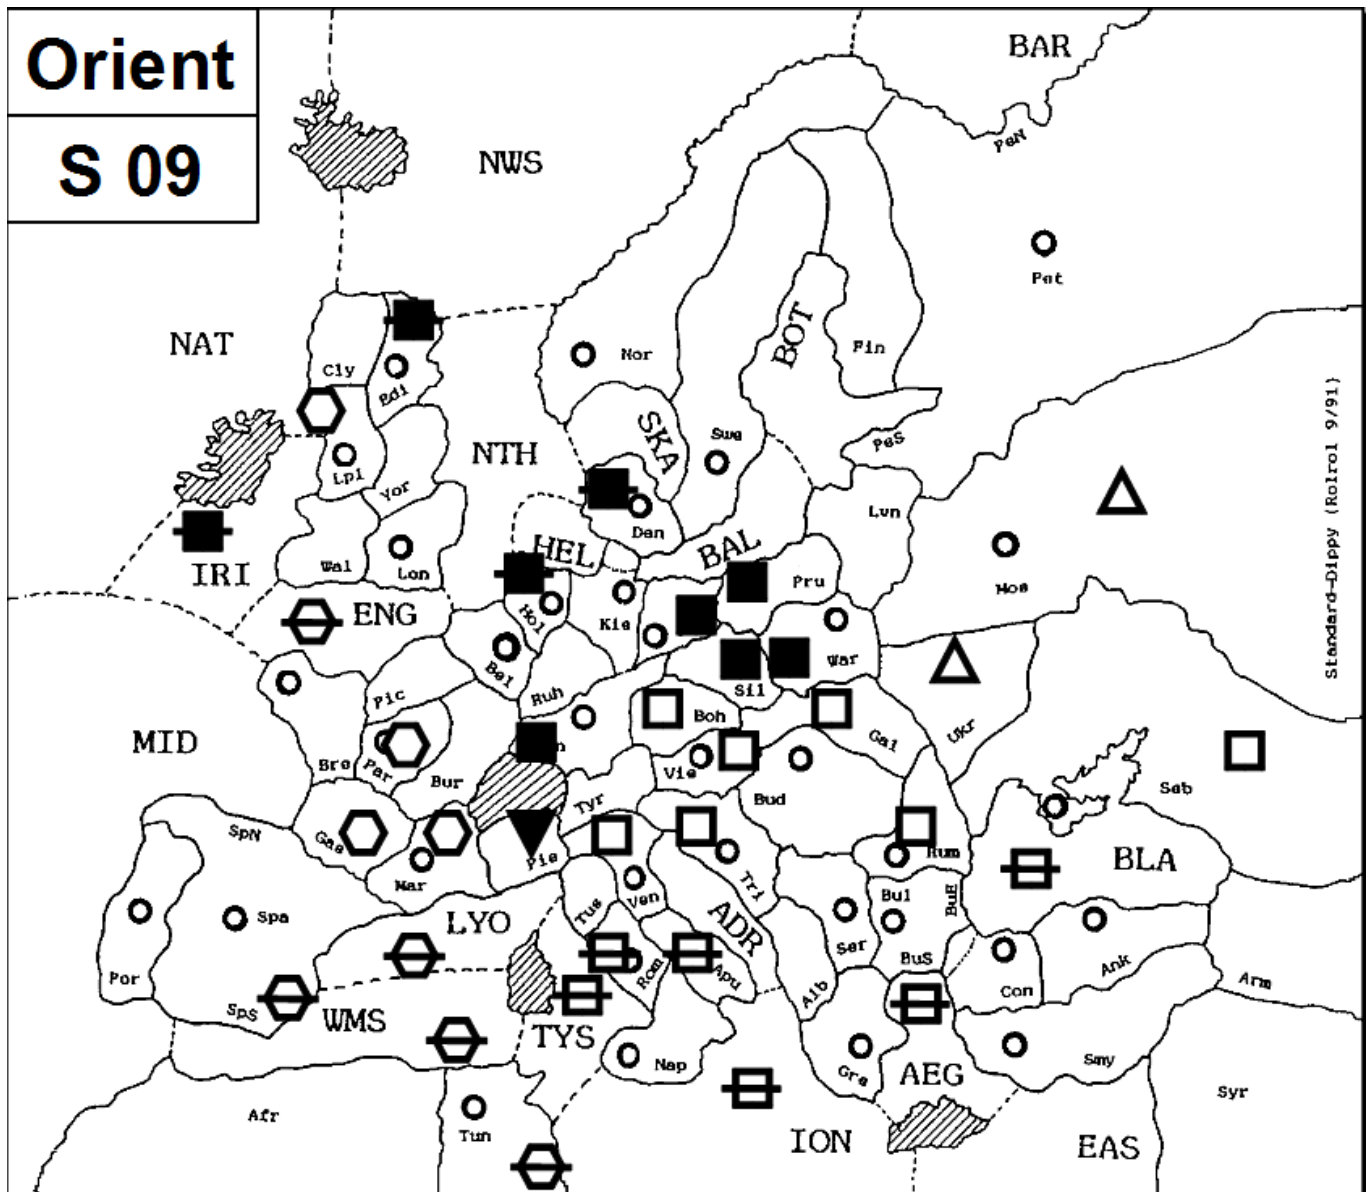 Orient
S 09
BAR
PeN
NWS
Pet
NAT
BOT
Cly
Edi
Nor
Fin
SKA
Swe
PeS
NTH
Lpl
Yor
Den
Lvn
HEL
BAL
IRI
Wal
Lon
Pru
Mos
Standard-Dippy (Rolrol 9/91)
ENG
Hol
Kie
Bel
War
Pic
Ruh
Sil
MID
Boh
Gal
Ukr
Bre
Par
Bur
Vie
Seb
Tyr
Bud
SpN
Gas
Pie
Rum
BLA
Mar
Tri
Ven
Bul
BuE
Spa
LYO
Tus
ADR
Por
Rom
Apu
Ser
BuS
Ank
Arm
SpS
WMS
TYS
Alb
Con
Nap
Gre
AEG
Smy
Syr
Afr
Tun
ION
EAS